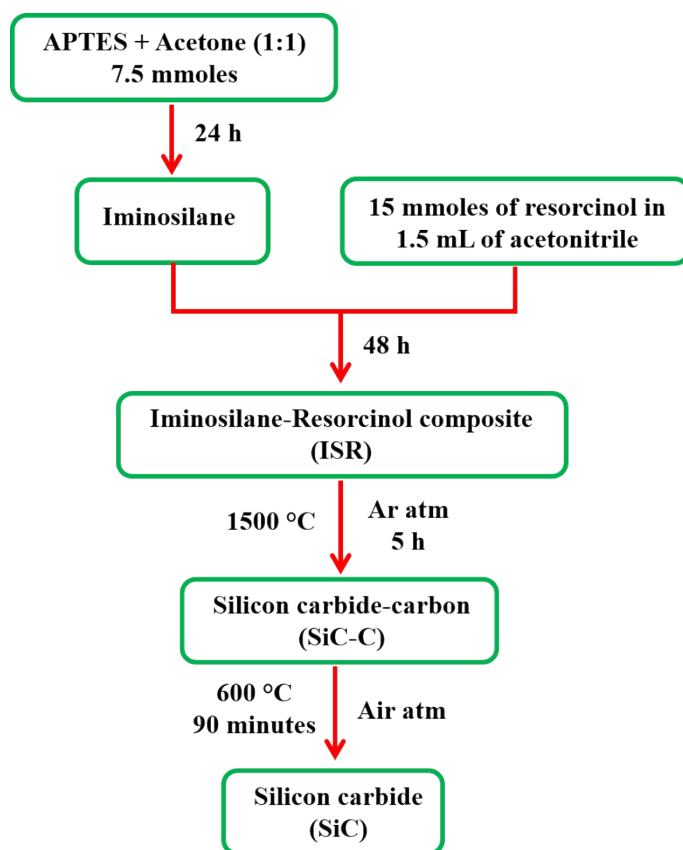 APTES + Acetone (1:1)
7.5 mmoles
24 h
Iminosilane
15 mmoles of resorcinol in
1.5 mL of acetonitrile
48 h
Iminosilane-Resorcinol composite
(ISR)
1500 °C
Ar atm
5 h
Silicon carbide-carbon
(SiC-C)
600 °C
90 minutes
Air atm
Silicon carbide
(SiC)